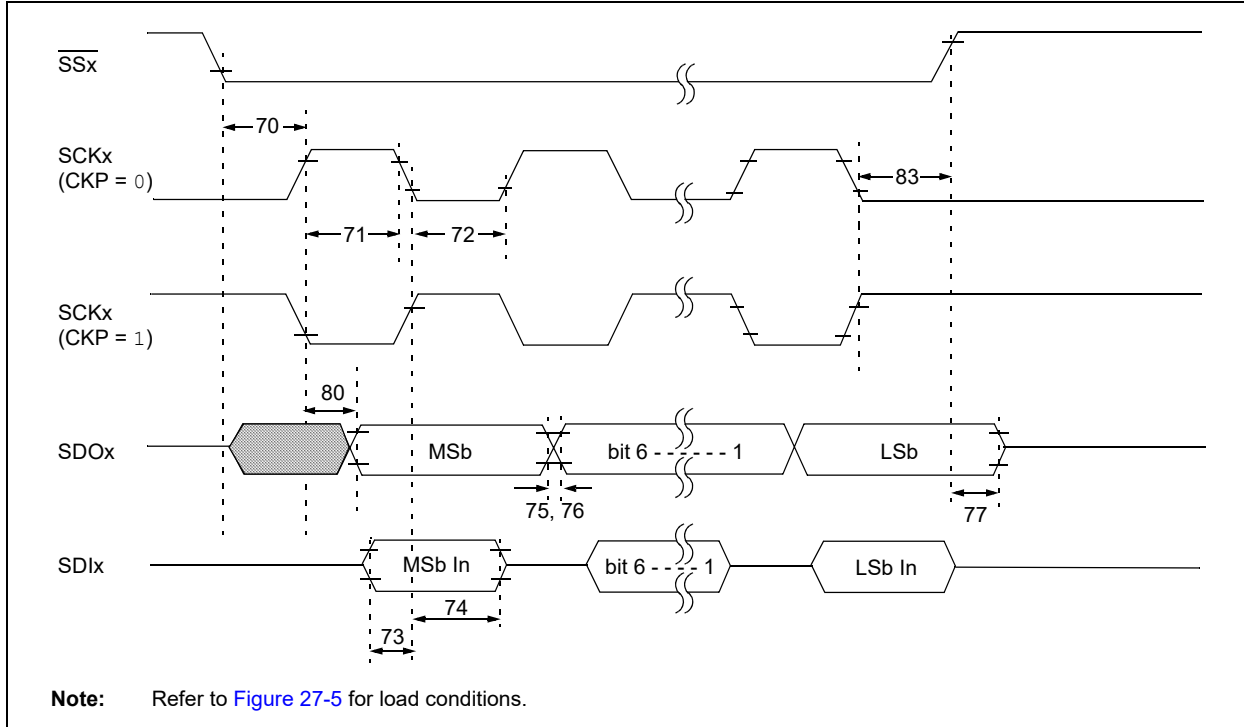 SSx
70
SCKx
(CKP = 0)
83
71
72
SCKx
(CKP = 1)
80
SDOx
MSb
bit 6 - - - - - - 1
LSb
75, 76
77
SDIx
MSb In
bit 6 - - - - 1
LSb In
74
73
Note: Refer to Figure 27-5 for load conditions.